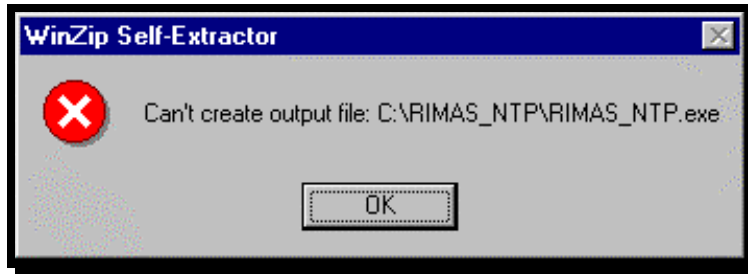 WinZip Self-Extractor
Can't create output file: C:\RIMAS_NTP\RIMAS_NTP.exe
OK